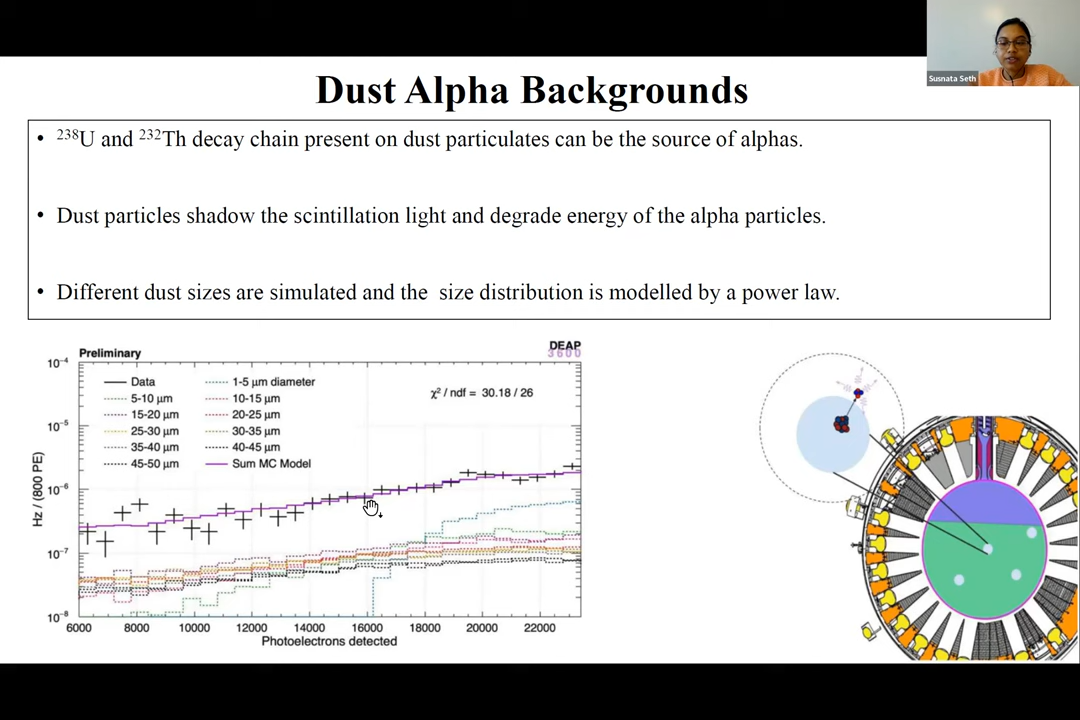 Susnata Seth
Dust Alpha Backgrounds
• ²³⁸U and ²³²Th decay chain present on dust particulates can be the source of alphas.
• Dust particles shadow the scintillation light and degrade energy of the alpha particles.
• Different dust sizes are simulated and the size distribution is modelled by a power law.
Preliminary
DEAP
3600
Data
1-5 μm diameter
5-10 μm
10-15 μm
15-20 μm
20-25 μm
25-30 μm
30-35 μm
35-40 μm
40-45 μm
45-50 μm
Sum MC Model
χ² / ndf = 30.18 / 26
Hz / (800 PE)
10⁻⁴
10⁻⁵
10⁻⁶
10⁻⁷
10⁻⁸
6000 8000 10000 12000 14000 16000 18000 20000 22000
Photoelectrons detected